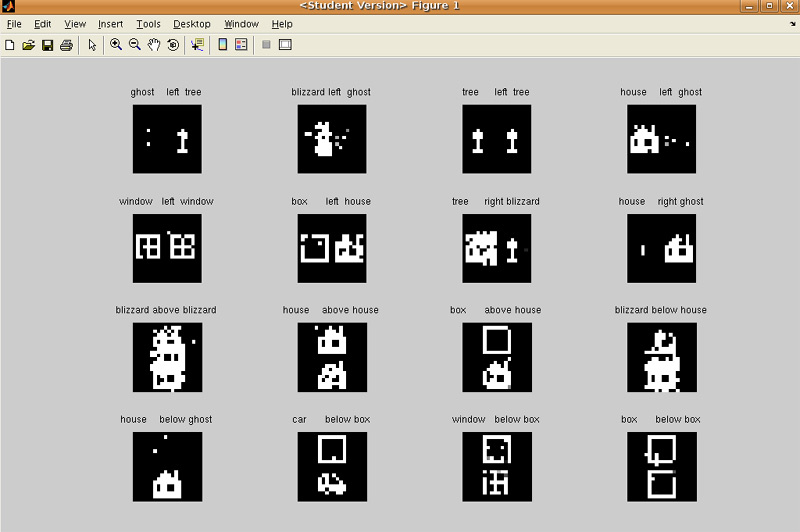 <Student Version> Figure 1
File Edit View Insert Tools Desktop Window Help
ghost left tree
blizzard left ghost
tree left tree
house left ghost
window left window
box left house
tree right blizzard
house right ghost
blizzard above blizzard
house above house
box above house
blizzard below house
house below ghost
car below box
window below box
box below box